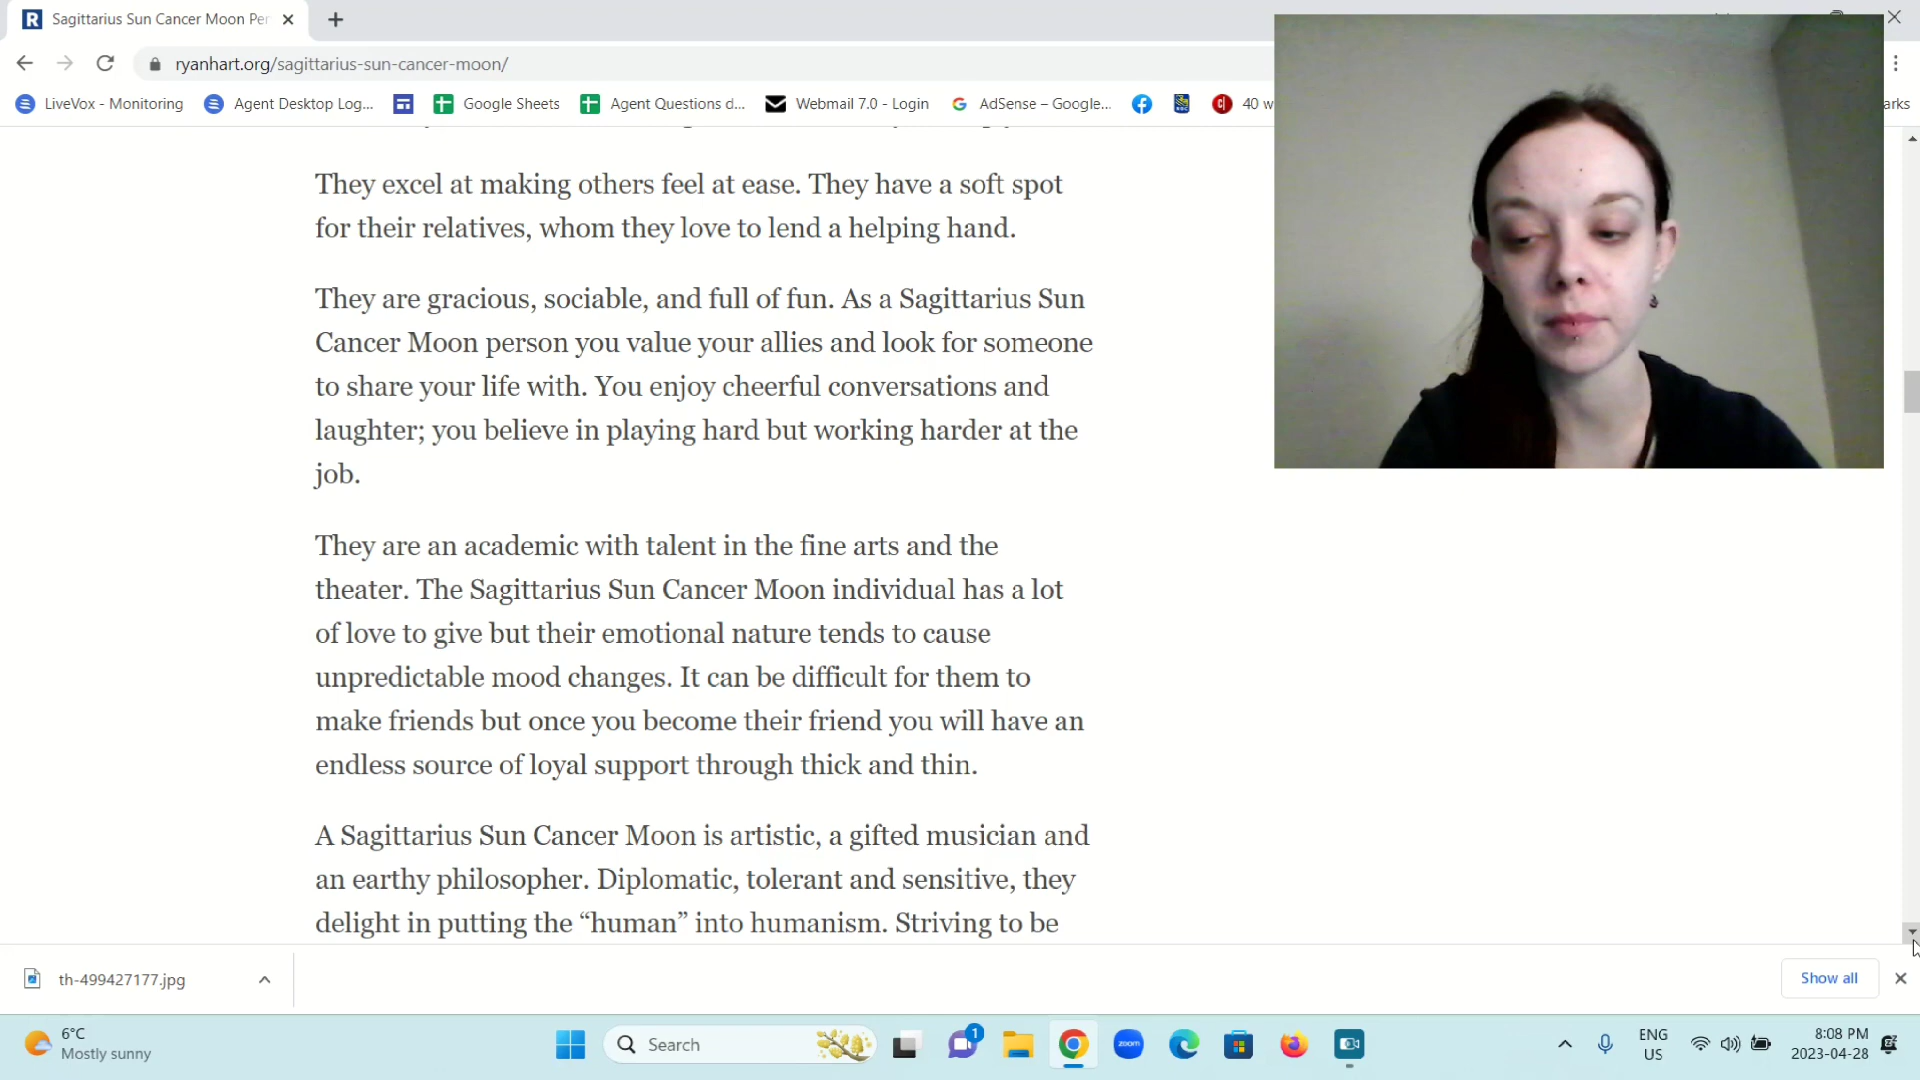 Sagittarius Sun Cancer Moon Per
ryanhart.org/sagittarius-sun-cancer-moon/
LiveVox - Monitoring
Agent Desktop Log...
Google Sheets
Agent Questions d...
Webmail 7.0 - Login
AdSense – Google...
40 w
arks
They excel at making others feel at ease. They have a soft spot
for their relatives, whom they love to lend a helping hand.
They are gracious, sociable, and full of fun. As a Sagittarius Sun
Cancer Moon person you value your allies and look for someone
to share your life with. You enjoy cheerful conversations and
laughter; you believe in playing hard but working harder at the
job.
They are an academic with talent in the fine arts and the
theater. The Sagittarius Sun Cancer Moon individual has a lot
of love to give but their emotional nature tends to cause
unpredictable mood changes. It can be difficult for them to
make friends but once you become their friend you will have an
endless source of loyal support through thick and thin.
A Sagittarius Sun Cancer Moon is artistic, a gifted musician and
an earthy philosopher. Diplomatic, tolerant and sensitive, they
delight in putting the “human” into humanism. Striving to be
th-499427177.jpg
Show all
6°C
Mostly sunny
Search
1
zoom
ENG
US
8:08 PM
2023-04-28